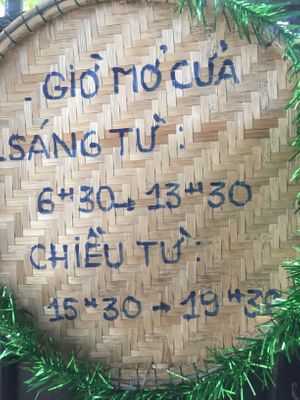 . GIỜ MỞ CỬA
SÁNG TỪ :
6H30 → 13H30
CHIỀU TỪ :
15H30 → 19H30